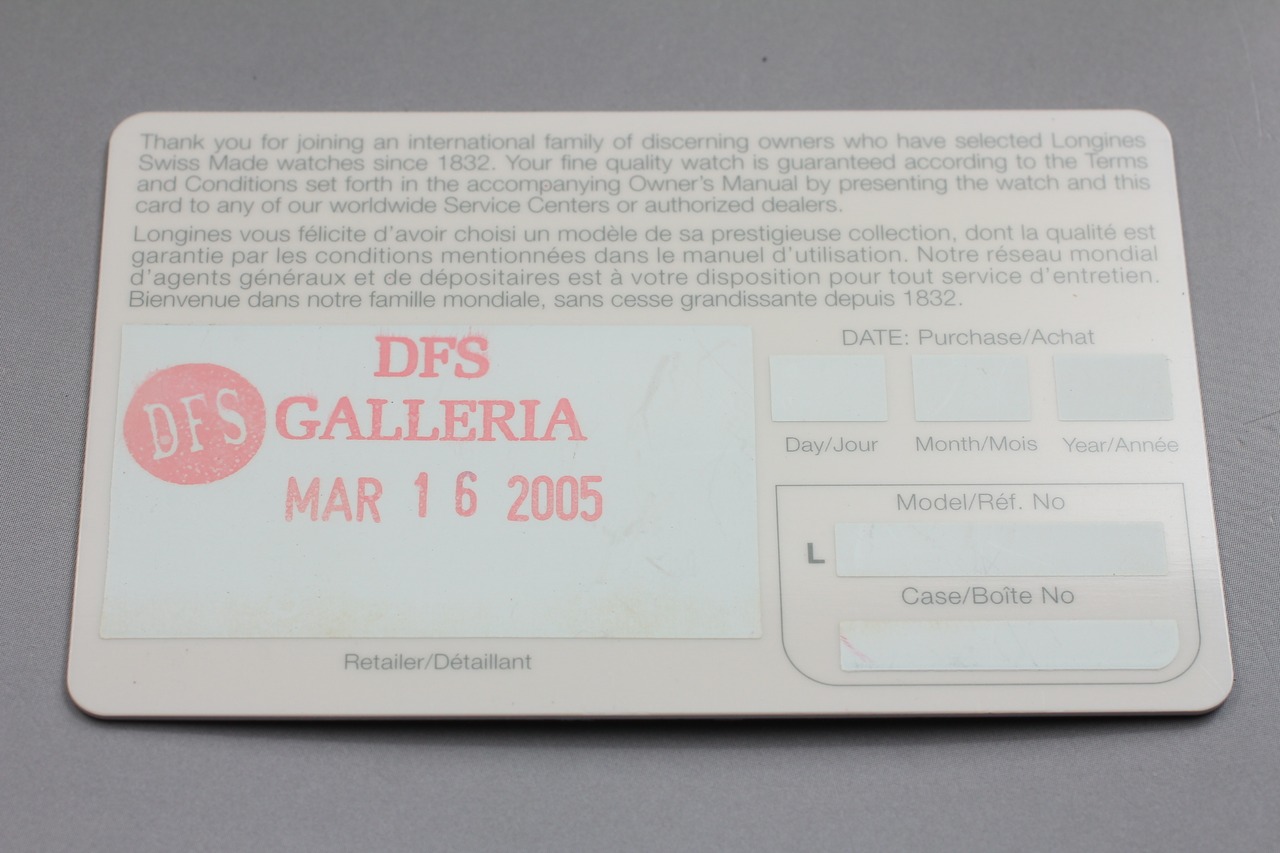 Thank you for joining an international family of discerning owners who have selected Longines
Swiss Made watches since 1832. Your fine quality watch is guaranteed according to the Terms
and Conditions set forth in the accompanying Owner's Manual by presenting the watch and this
card to any of our worldwide Service Centers or authorized dealers.
Longines vous félicite d'avoir choisi un modèle de sa prestigieuse collection, dont la qualité est
garantie par les conditions mentionnées dans le manuel d'utilisation. Notre réseau mondial
d'agents généraux et de dépositaires est à votre disposition pour tout service d'entretien.
Bienvenue dans notre famille mondiale, sans cesse grandissante depuis 1832.
DFS
DFS
GALLERIA
MAR 16 2005
Retailer/Détaillant
DATE: Purchase/Achat
Day/Jour Month/Mois Year/Année
Model/Réf. No
L
Case/Boîte No